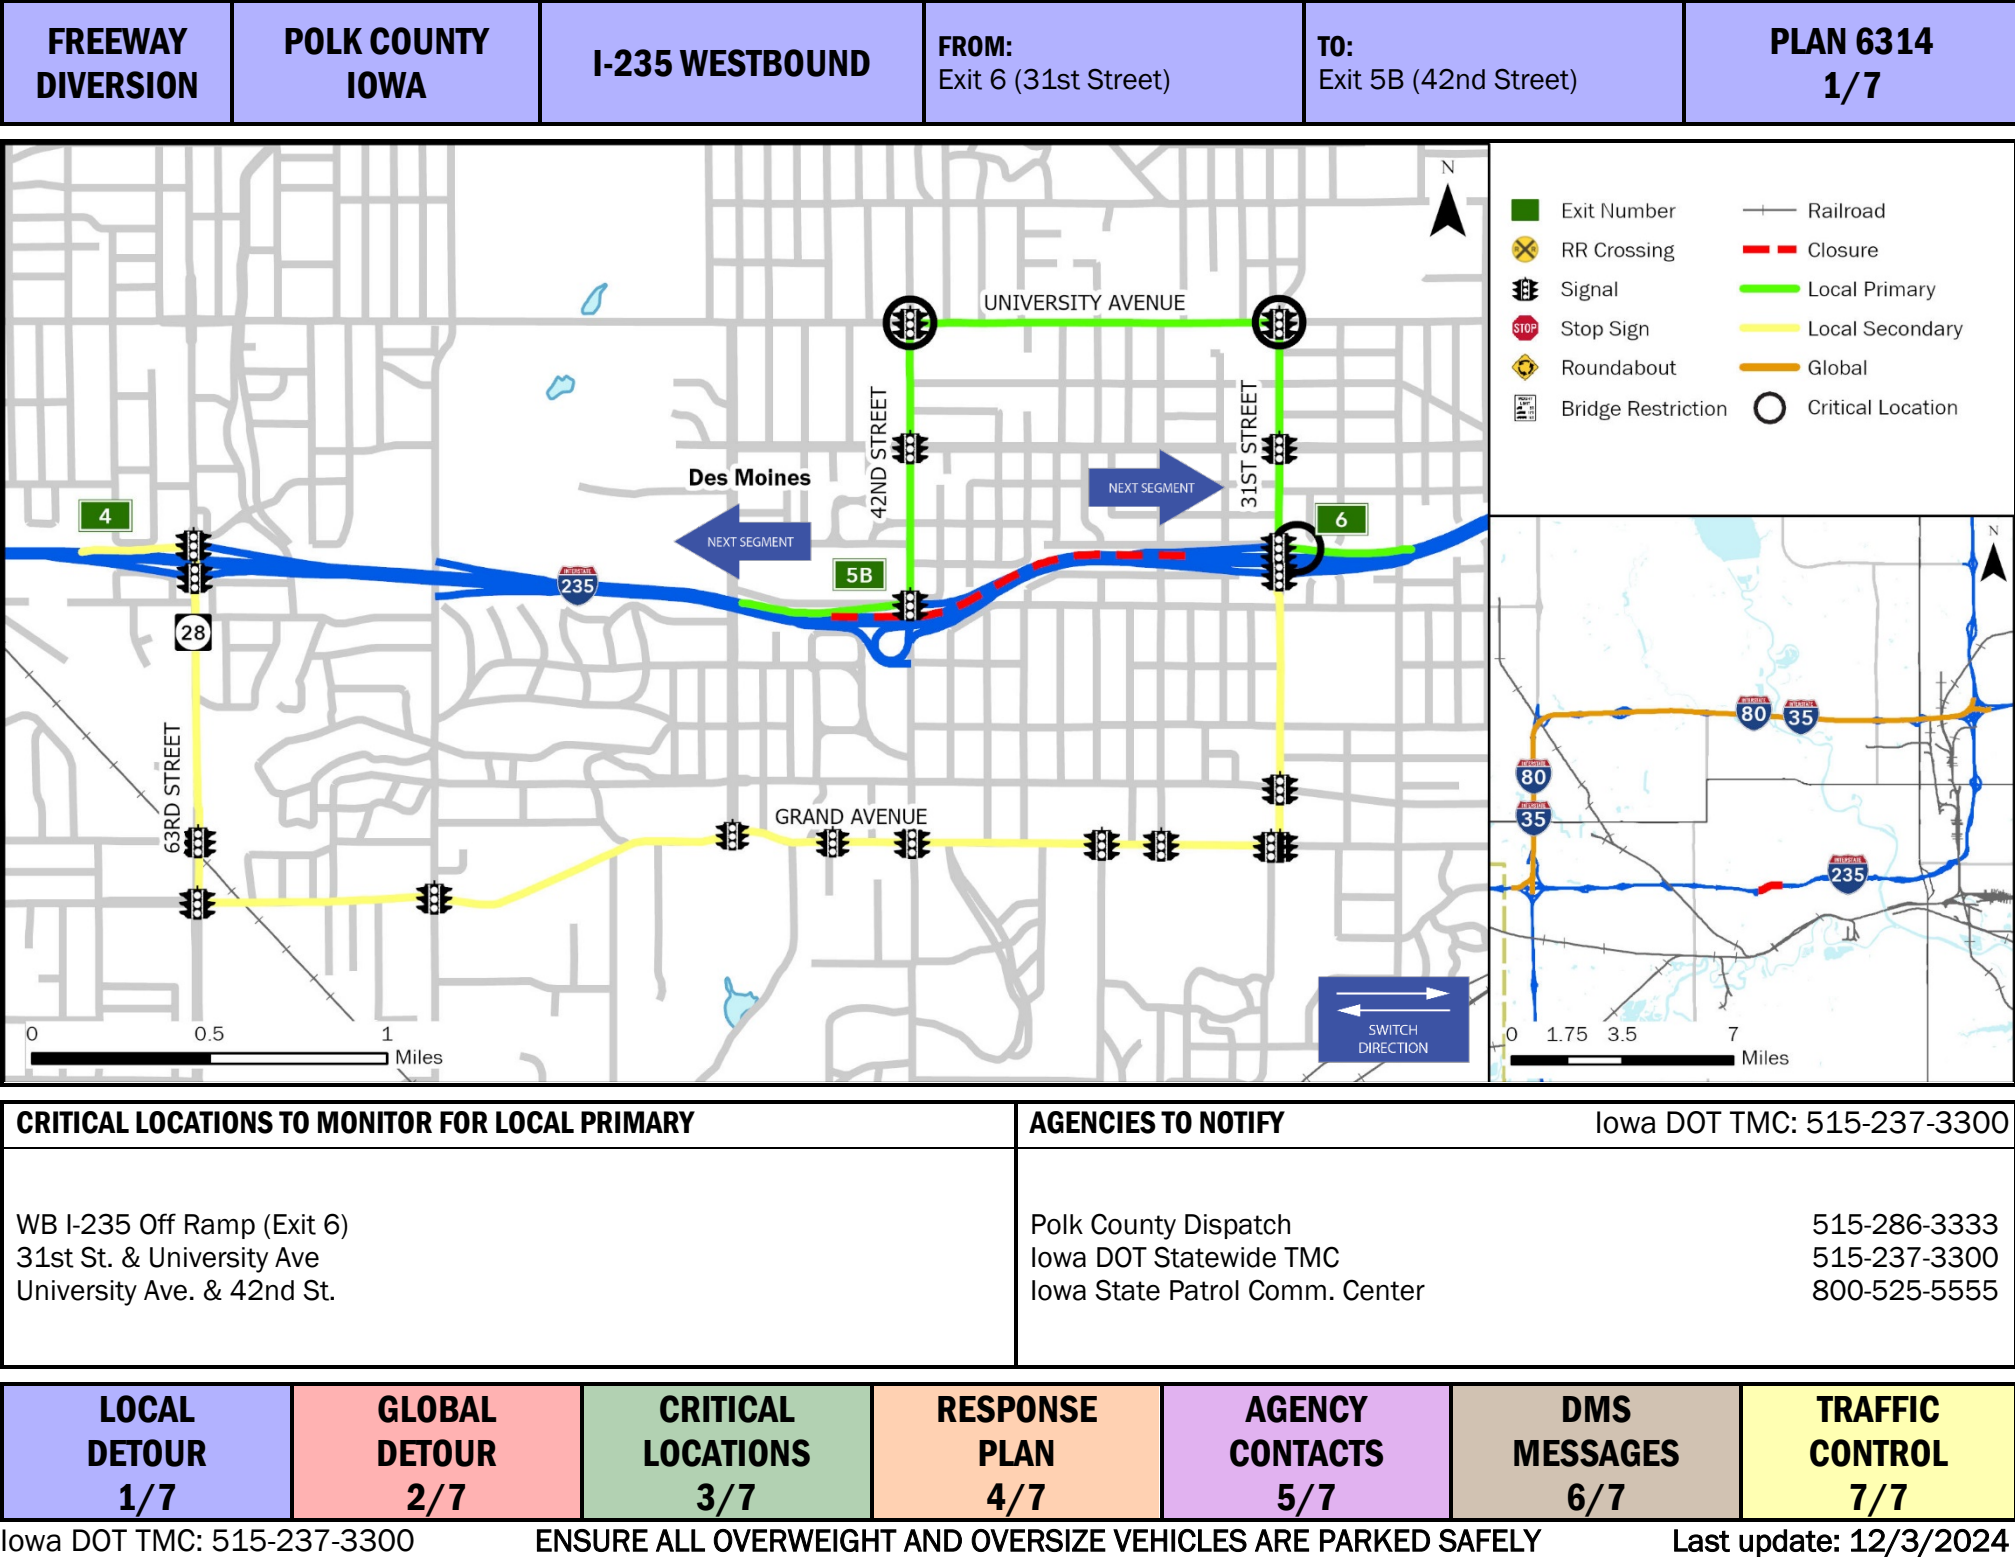 FREEWAY
DIVERSION
POLK COUNTY
IOWA
I-235 WESTBOUND
FROM:
Exit 6 (31st Street)
TO:
Exit 5B (42nd Street)
PLAN 6314
1/7
N
UNIVERSITY AVENUE
42ND STREET
31ST STREET
Des Moines
NEXT SEGMENT
NEXT SEGMENT
4
6
5B
INTERSTATE
235
28
63RD STREET
GRAND AVENUE
0 0.5 1
Miles
SWITCH
DIRECTION
Exit Number
RR Crossing
Signal
STOP
Stop Sign
Roundabout
Bridge Restriction
Railroad
Closure
Local Primary
Local Secondary
Global
Critical Location
N
80
35
80
35
235
0 1.75 3.5 7
Miles
CRITICAL LOCATIONS TO MONITOR FOR LOCAL PRIMARY
WB I-235 Off Ramp (Exit 6)
31st St. & University Ave
University Ave. & 42nd St.
AGENCIES TO NOTIFY Iowa DOT TMC: 515-237-3300
Polk County Dispatch 515-286-3333
Iowa DOT Statewide TMC 515-237-3300
Iowa State Patrol Comm. Center 800-525-5555
LOCAL
DETOUR
1/7
GLOBAL
DETOUR
2/7
CRITICAL
LOCATIONS
3/7
RESPONSE
PLAN
4/7
AGENCY
CONTACTS
5/7
DMS
MESSAGES
6/7
TRAFFIC
CONTROL
7/7
Iowa DOT TMC: 515-237-3300 ENSURE ALL OVERWEIGHT AND OVERSIZE VEHICLES ARE PARKED SAFELY Last update: 12/3/2024